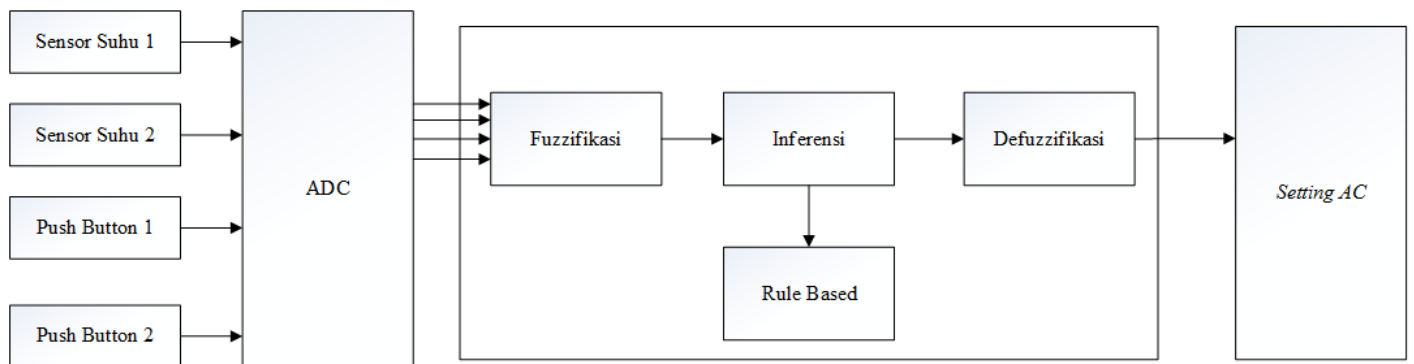 Sensor Suhu 1
Sensor Suhu 2
Push Button 1
Push Button 2
ADC
Fuzzifikasi
Inferensi
Defuzzifikasi
Rule Based
Setting AC